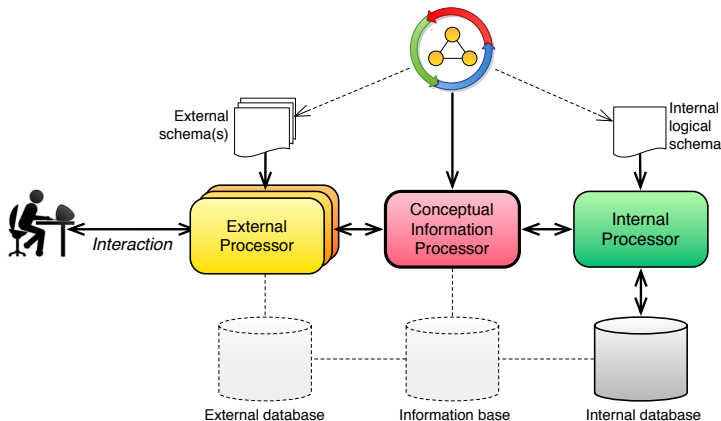 External
schema(s)
Internal
logical
schema
Interaction
External
Processor
Conceptual
Information
Processor
Internal
Processor
External database
Information base
Internal database